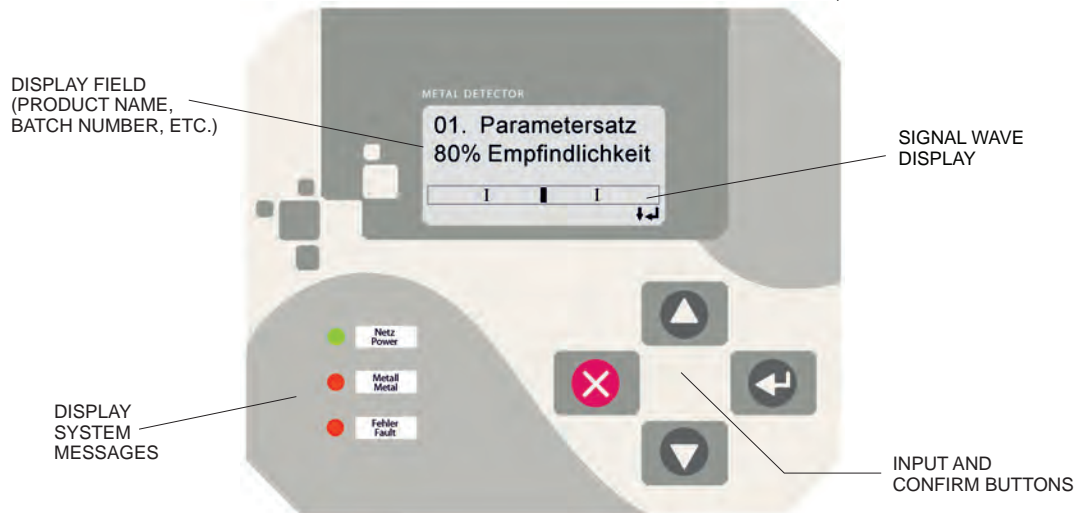 DISPLAY FIELD
(PRODUCT NAME,
BATCH NUMBER, ETC.)
METAL DETECTOR
01. Parametersatz
80% Empfindlichkeit
I I
SIGNAL WAVE
DISPLAY
Netz
Power
Metall
Metal
Fehler
Fault
DISPLAY
SYSTEM
MESSAGES
INPUT AND
CONFIRM BUTTONS